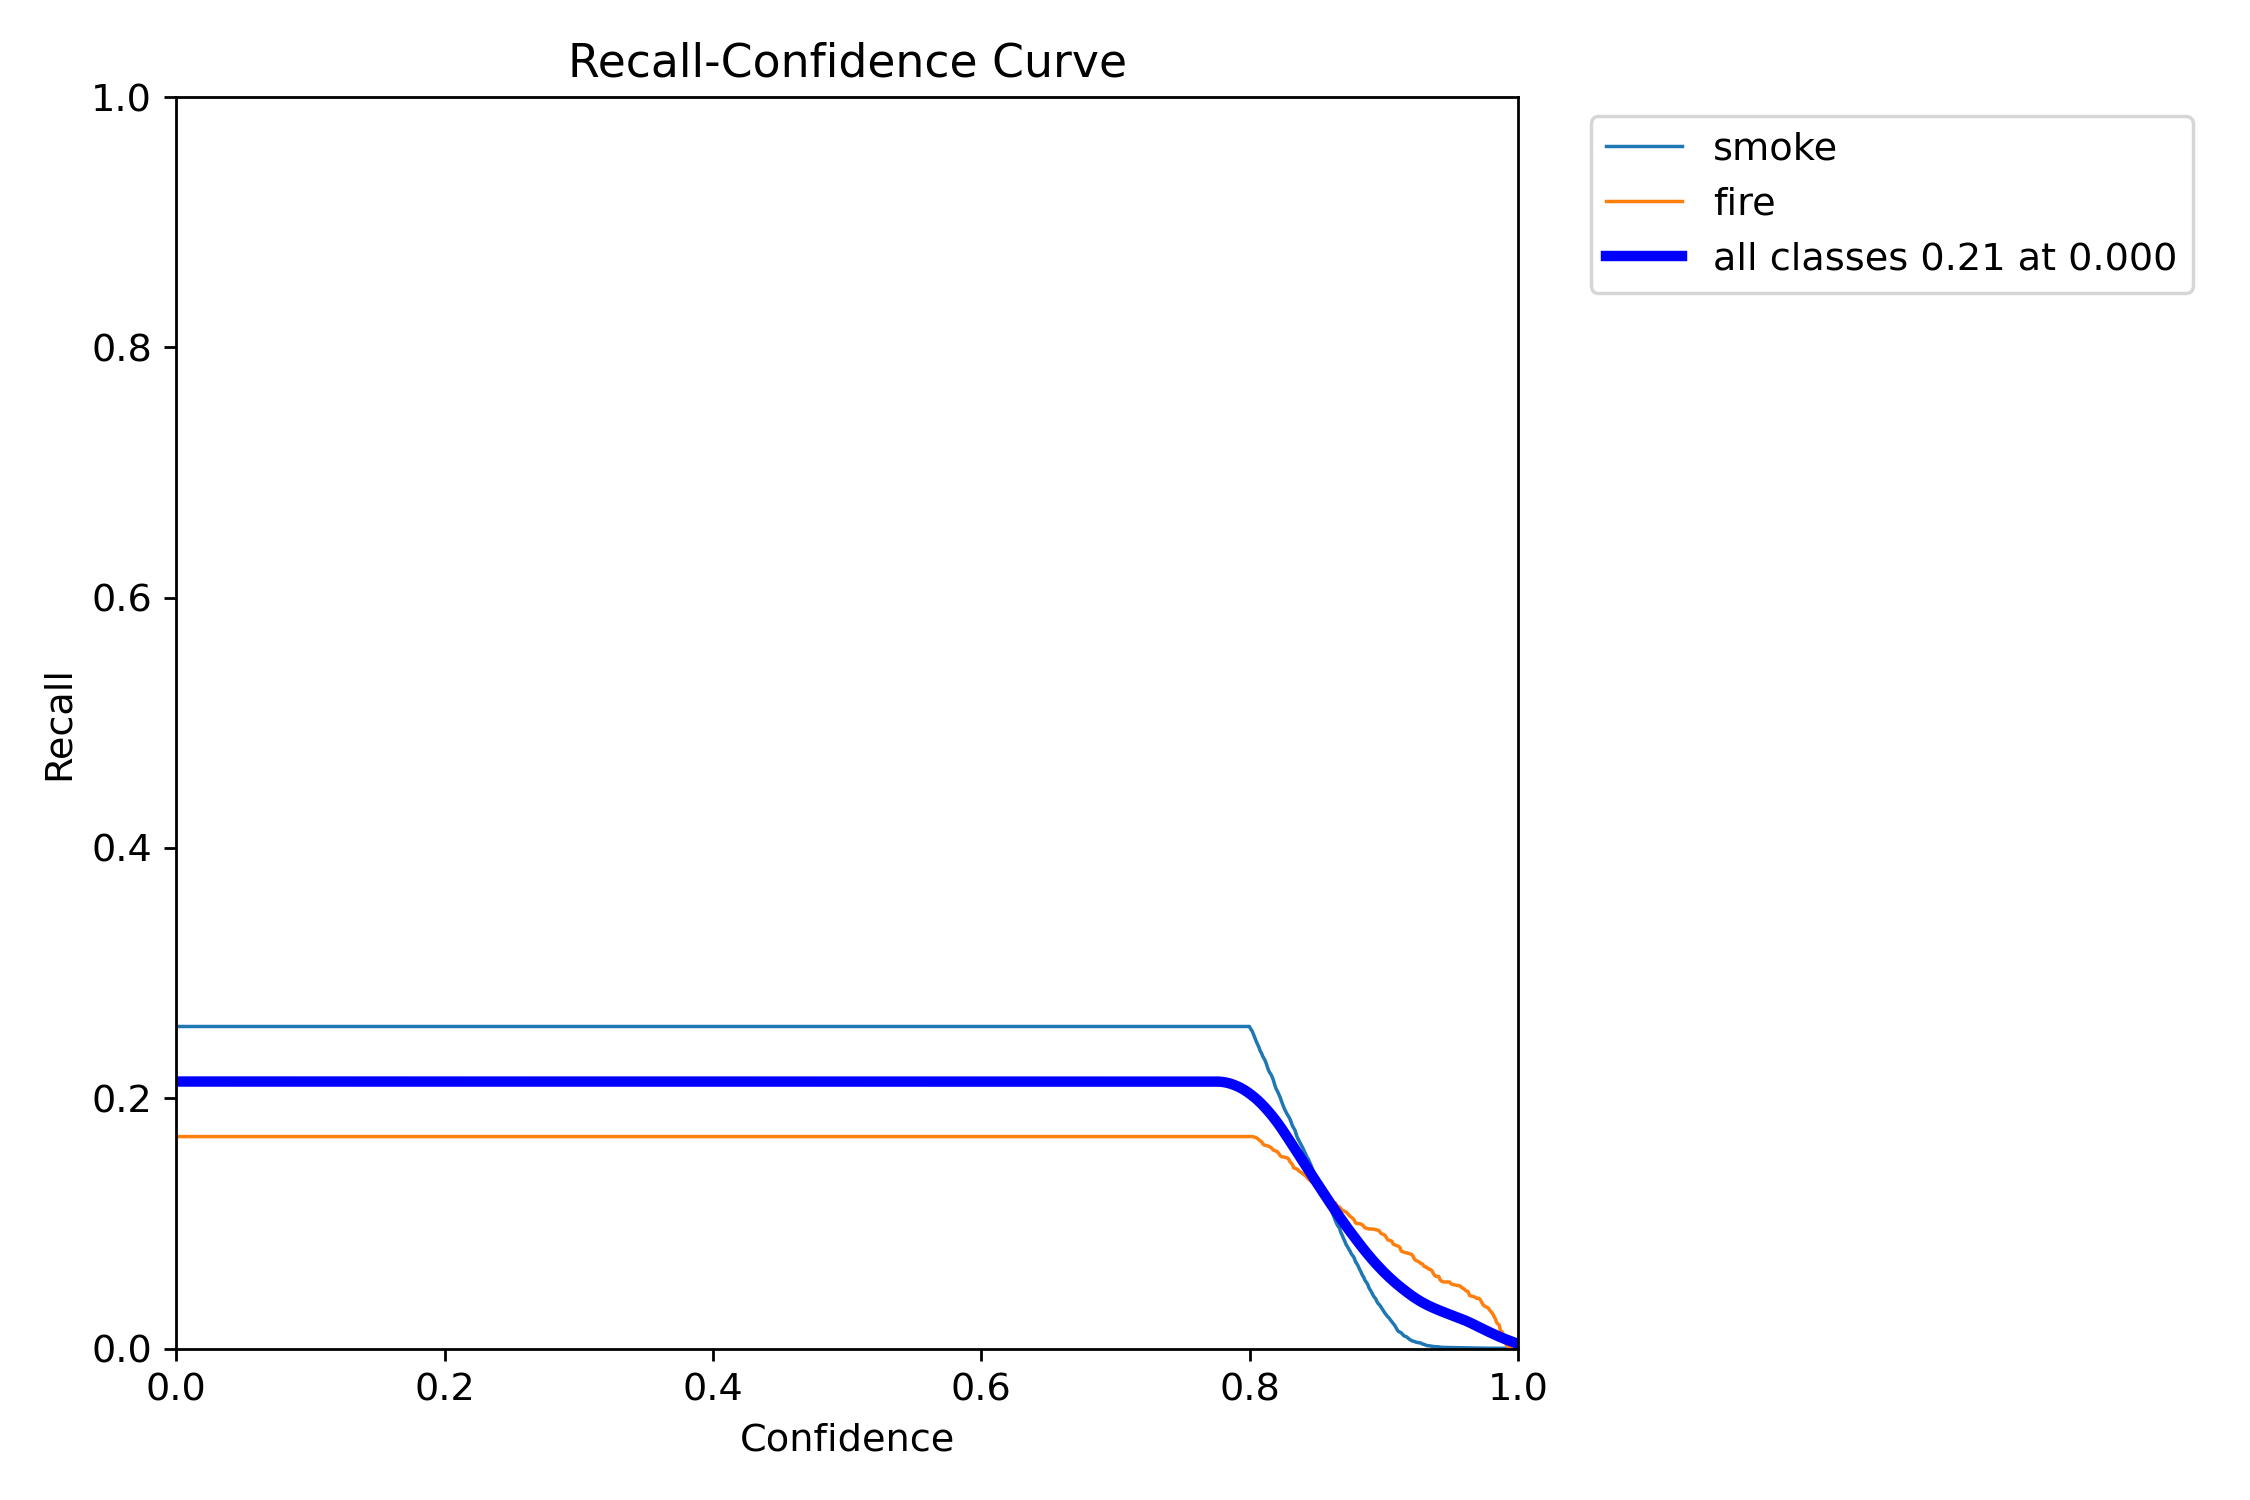 Recall-Confidence Curve
1.0
0.8
0.6
0.4
0.2
0.0
Recall
0.0 0.2 0.4 0.6 0.8 1.0
Confidence
smoke
fire
all classes 0.21 at 0.000